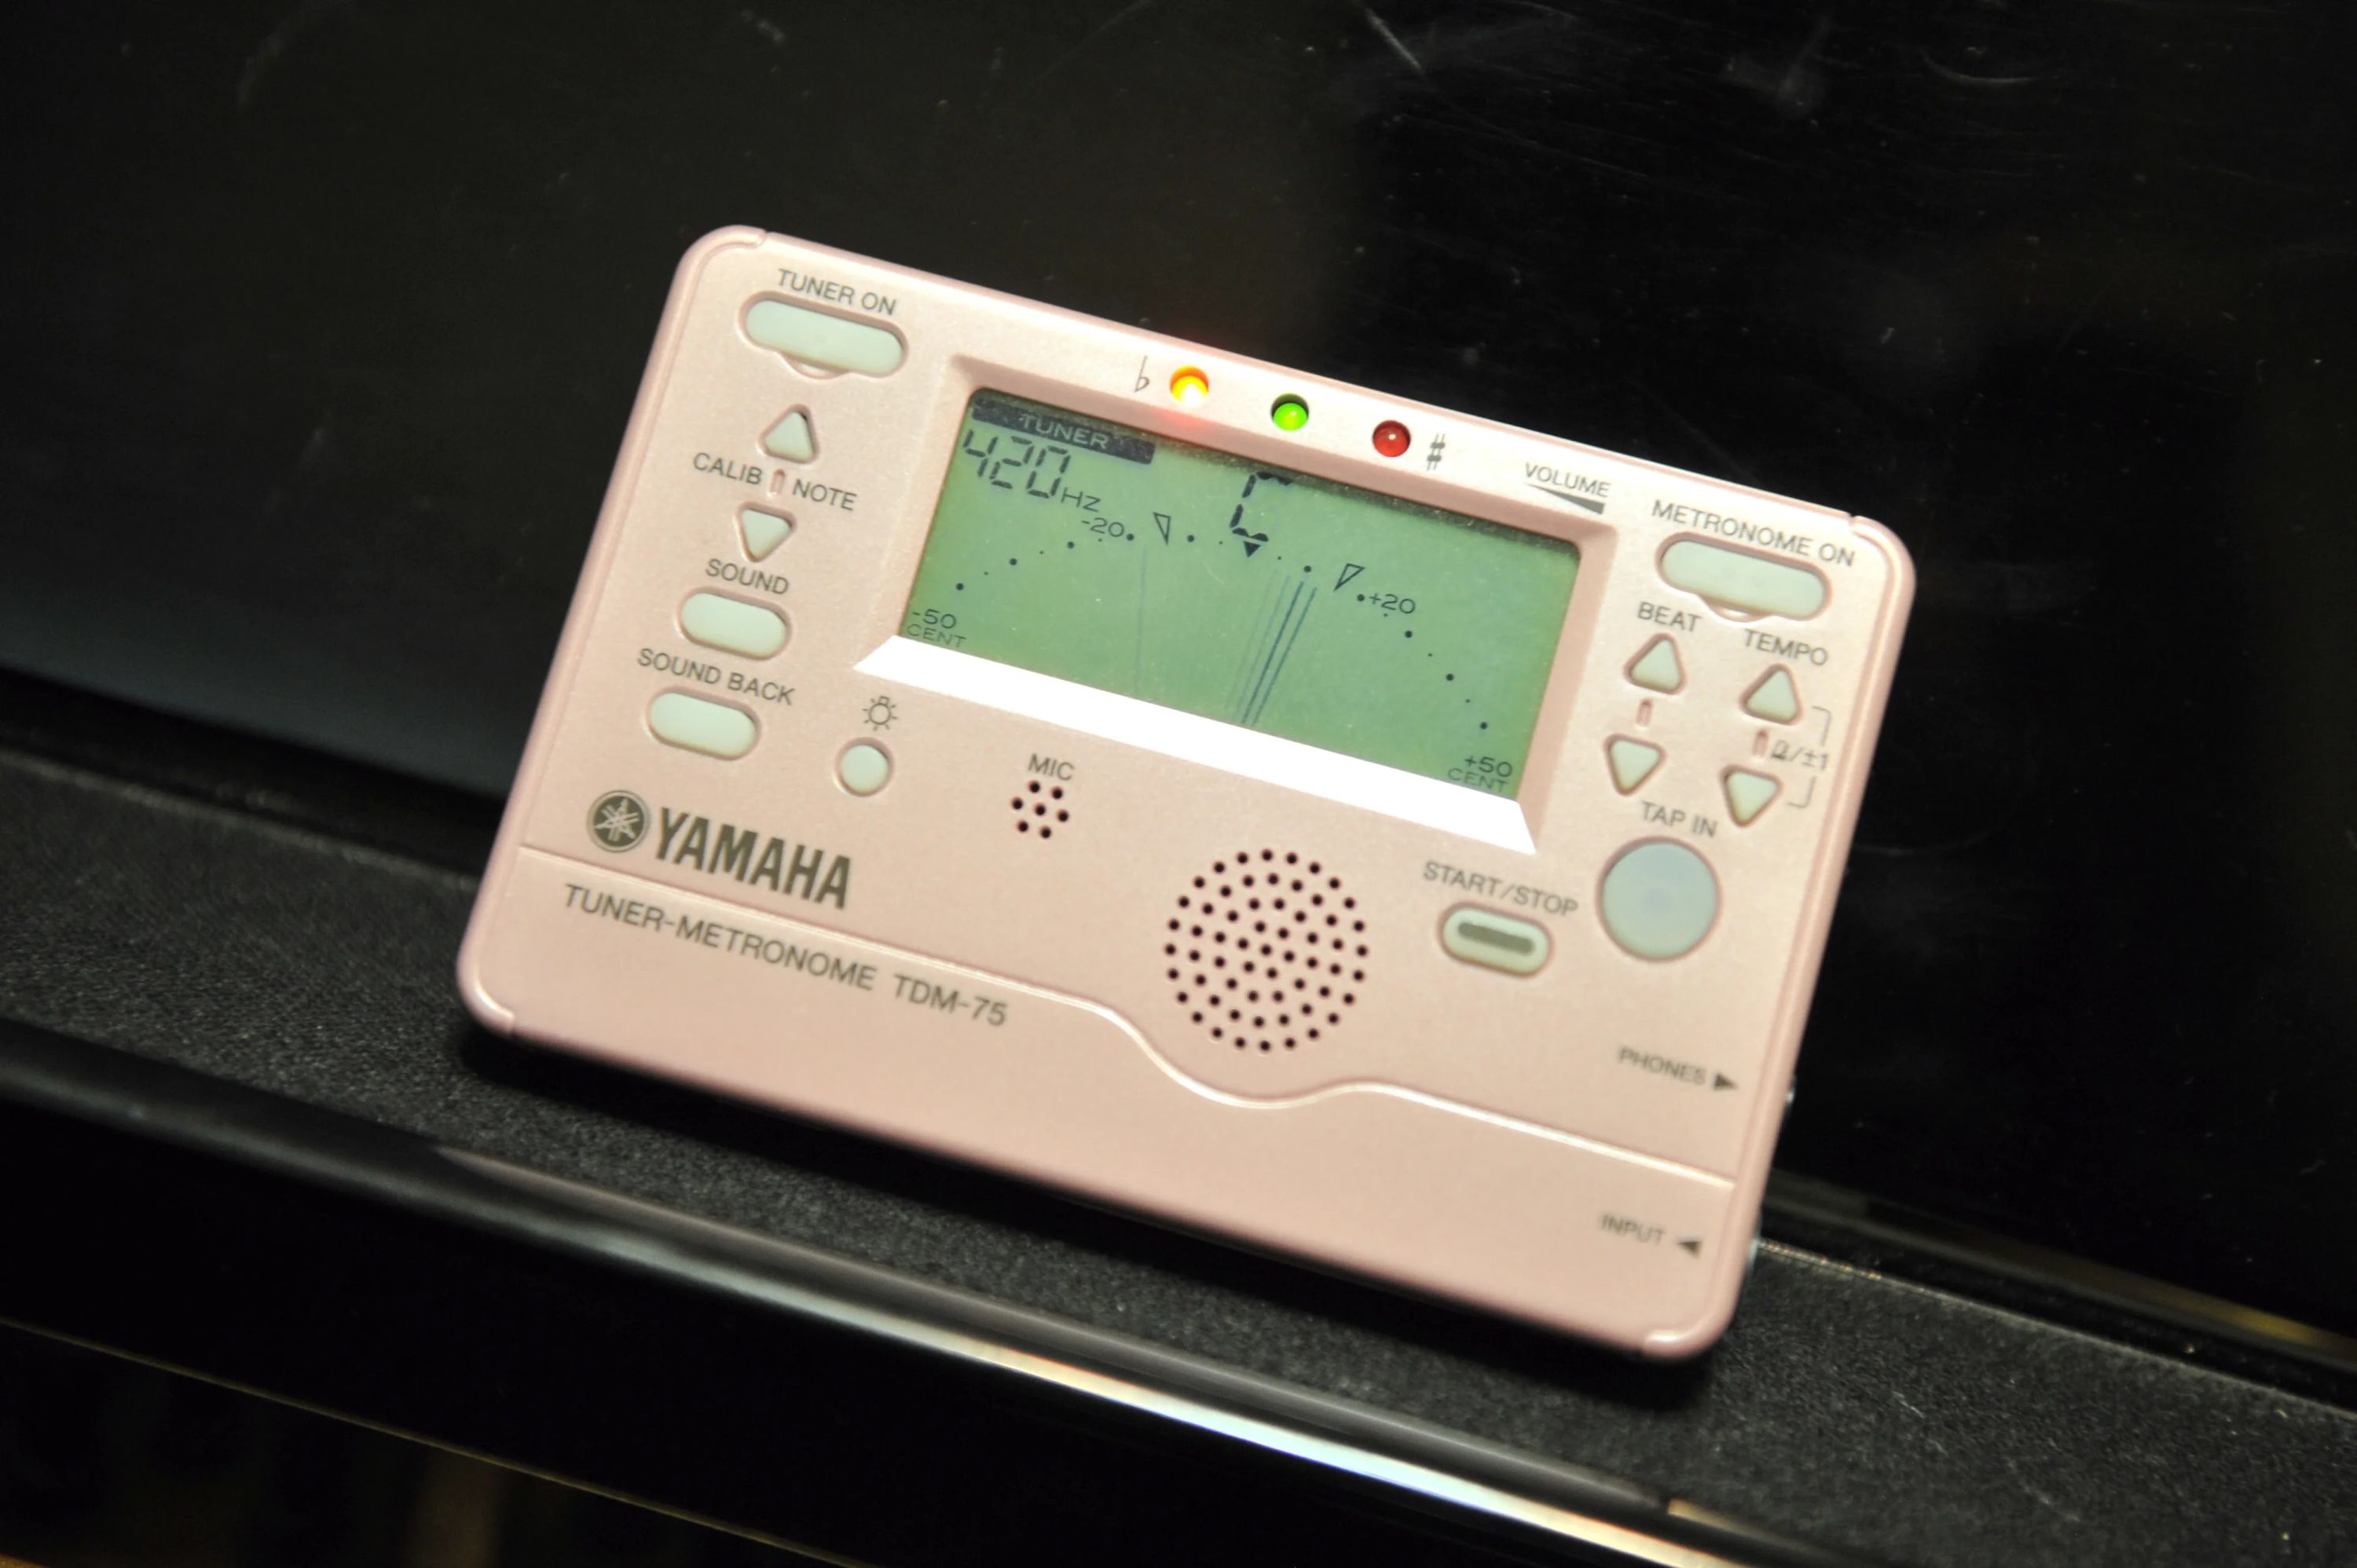 TUNER ON
♭
♯
TUNER
420HZ
C
-20
+20
-50
CENT
+50
CENT
VOLUME
METRONOME ON
CALIB NOTE
SOUND
SOUND BACK
BEAT
TEMPO
/±1
TAP IN
MIC
START/STOP
YAMAHA
TUNER-METRONOME TDM-75
PHONES
INPUT